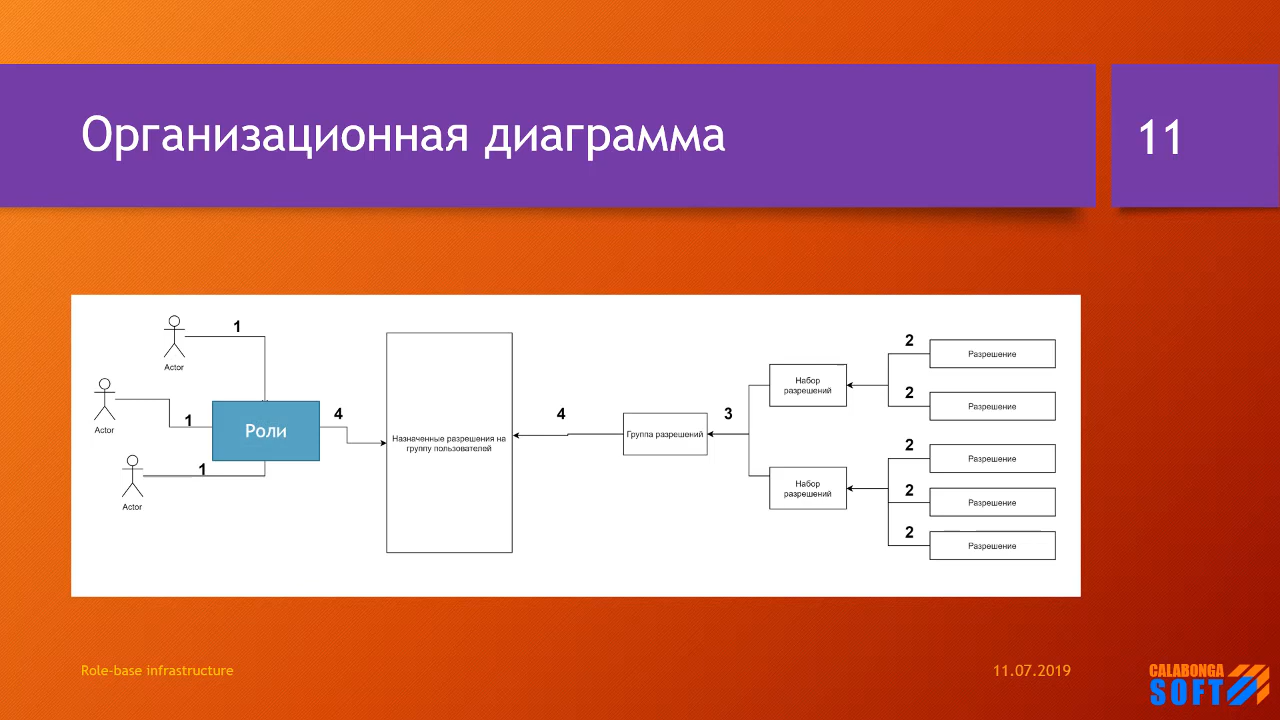 Организационная диаграмма
11
1
Actor
Actor
1
Роли
1
Actor
4
Назначенные разрешения на
группу пользователей
4
Группа разрешений
3
Набор
разрешений
Набор
разрешений
2
Разрешение
2
Разрешение
2
Разрешение
2
Разрешение
2
Разрешение
Role-base infrastructure
11.07.2019
CALABONGA
SOFT